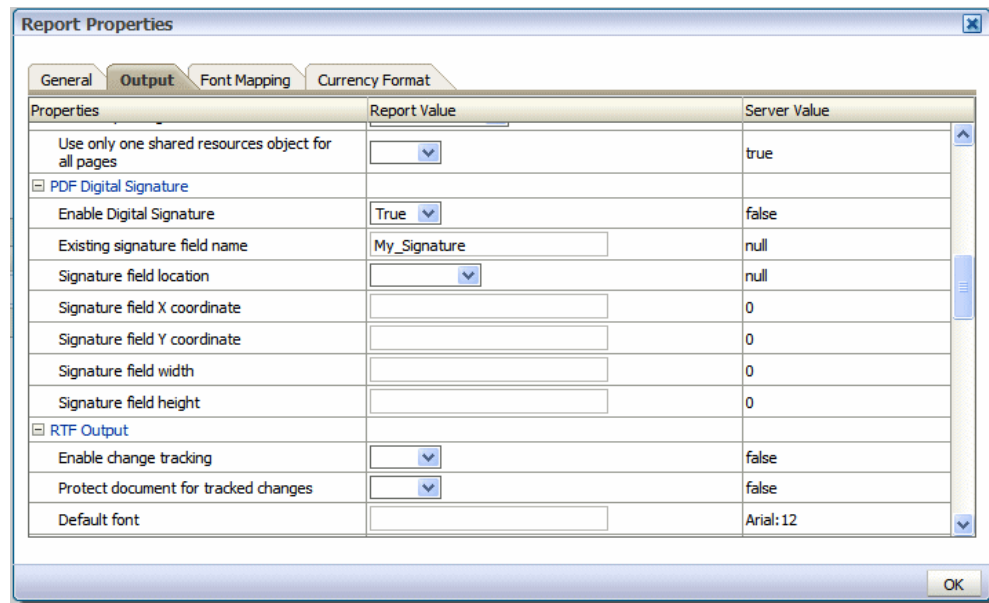 Report Properties
General Output Font Mapping Currency Format
Properties Report Value Server Value
Use only one shared resources object for
all pages true
PDF Digital Signature
Enable Digital Signature True false
Existing signature field name My_Signature null
Signature field location null
Signature field X coordinate 0
Signature field Y coordinate 0
Signature field width 0
Signature field height 0
RTF Output
Enable change tracking false
Protect document for tracked changes false
Default font Arial:12
OK